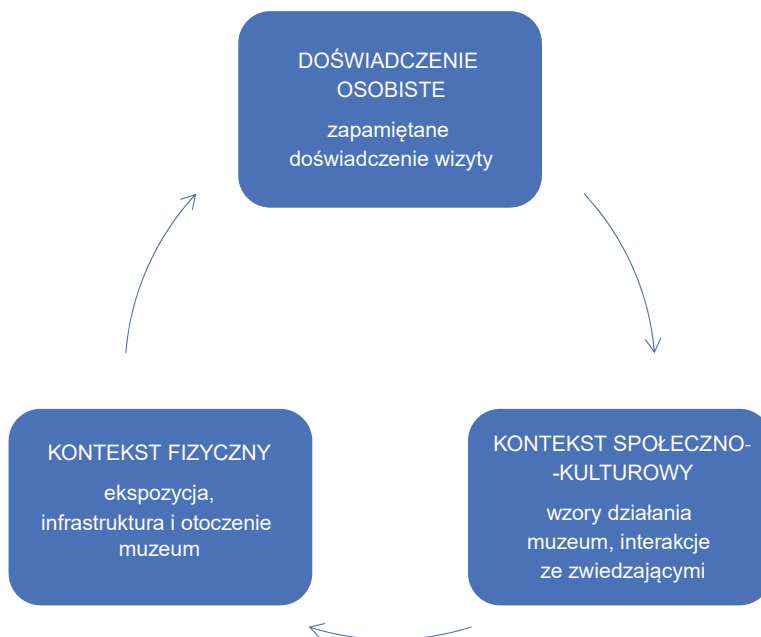 DOŚWIADCZENIE
OSOBISTE
zapamiętane
doświadczenie wizyty
KONTEKST FIZYCZNY
ekspozycja,
infrastruktura i otoczenie
muzeum
KONTEKST SPOŁECZNO-
-KULTUROWY
wzory działania
muzeum, interakcje
ze zwiedzającymi